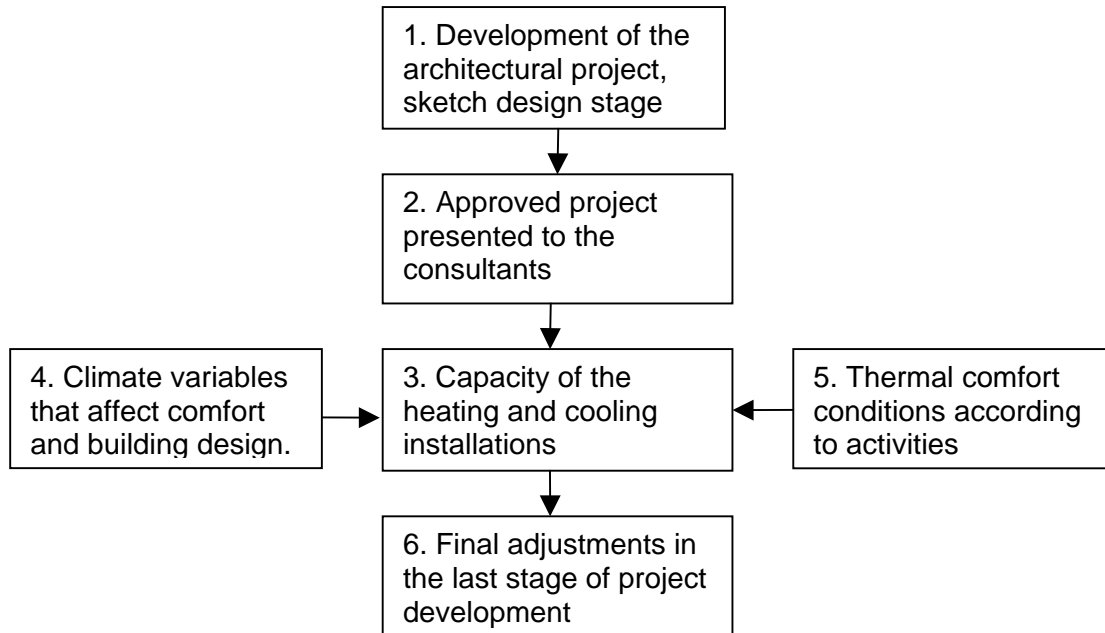 1. Development of the
architectural project,
sketch design stage
2. Approved project
presented to the
consultants
4. Climate variables
that affect comfort
and building design.
3. Capacity of the
heating and cooling
installations
5. Thermal comfort
conditions according
to activities
6. Final adjustments in
the last stage of project
development